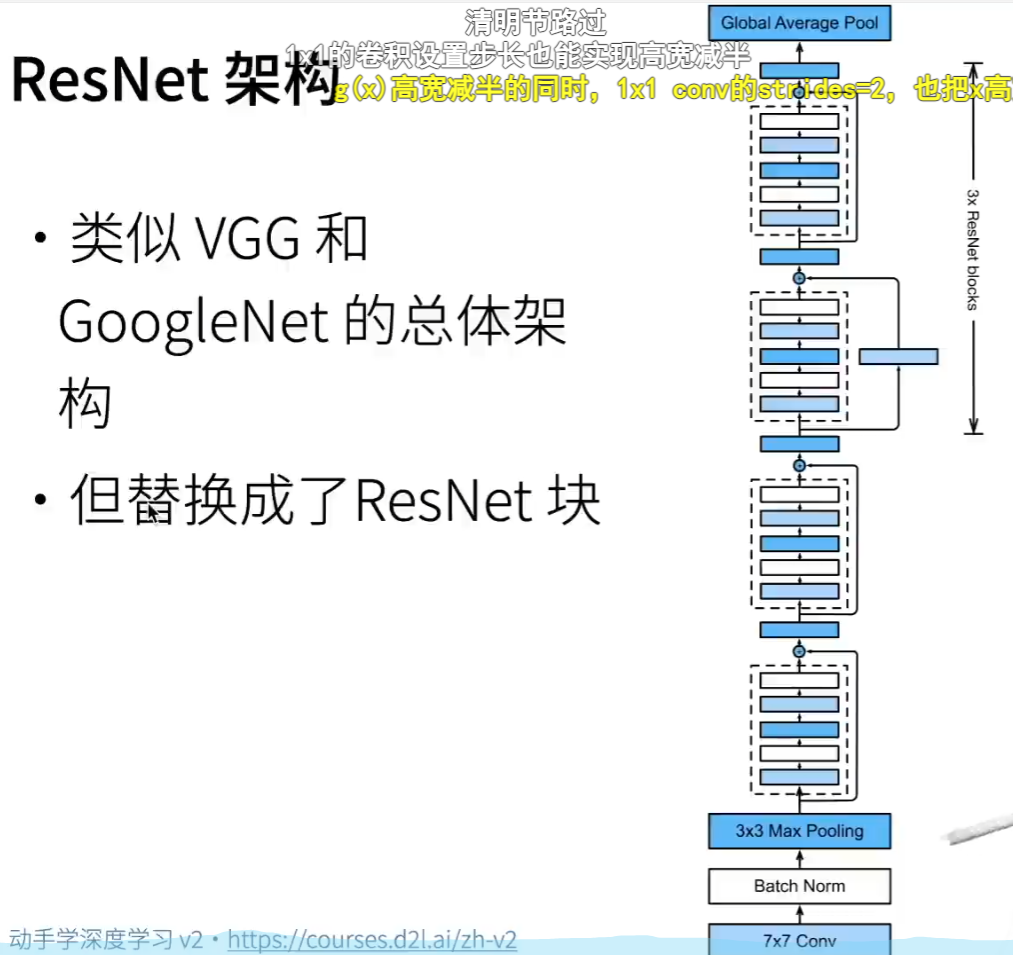 清明节路过
1x1的卷积设置步长也能实现高宽减半
g(x)高宽减半的同时，1x1 conv的strides=2，也把x高
ResNet 架构
• 类似 VGG 和
GoogleNet 的总体架
构
• 但替换成了ResNet 块
Global Average Pool
3x ResNet blocks
3x3 Max Pooling
Batch Norm
7x7 Conv
动手学深度学习 v2 • https://courses.d2l.ai/zh-v2